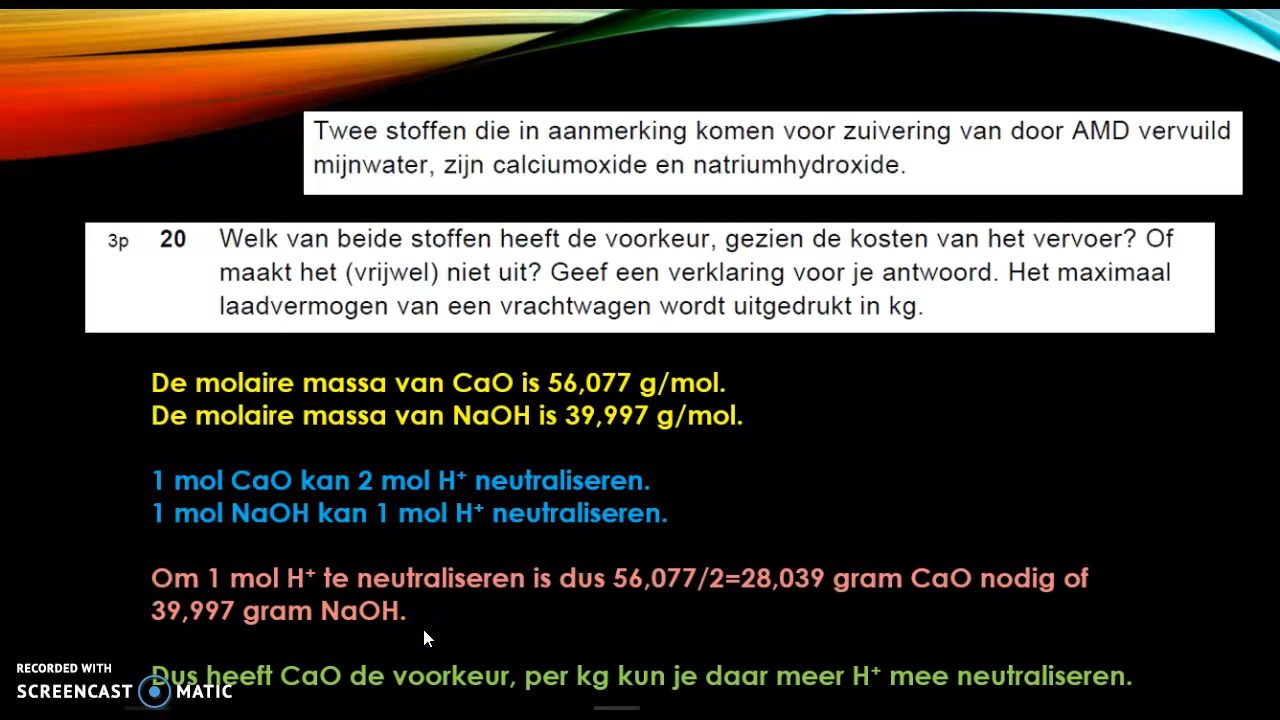 Twee stoffen die in aanmerking komen voor zuivering van door AMD vervuild
mijnwater, zijn calciumoxide en natriumhydroxide.
3p 20 Welk van beide stoffen heeft de voorkeur, gezien de kosten van het vervoer? Of
maakt het (vrijwel) niet uit? Geef een verklaring voor je antwoord. Het maximaal
laadvermogen van een vrachtwagen wordt uitgedrukt in kg.
De molaire massa van CaO is 56,077 g/mol.
De molaire massa van NaOH is 39,997 g/mol.
1 mol CaO kan 2 mol H⁺ neutraliseren.
1 mol NaOH kan 1 mol H⁺ neutraliseren.
Om 1 mol H⁺ te neutraliseren is dus 56,077/2=28,039 gram CaO nodig of
39,997 gram NaOH.
Dus heeft CaO de voorkeur, per kg kun je daar meer H⁺ mee neutraliseren.
RECORDED WITH
SCREENCAST MATIC